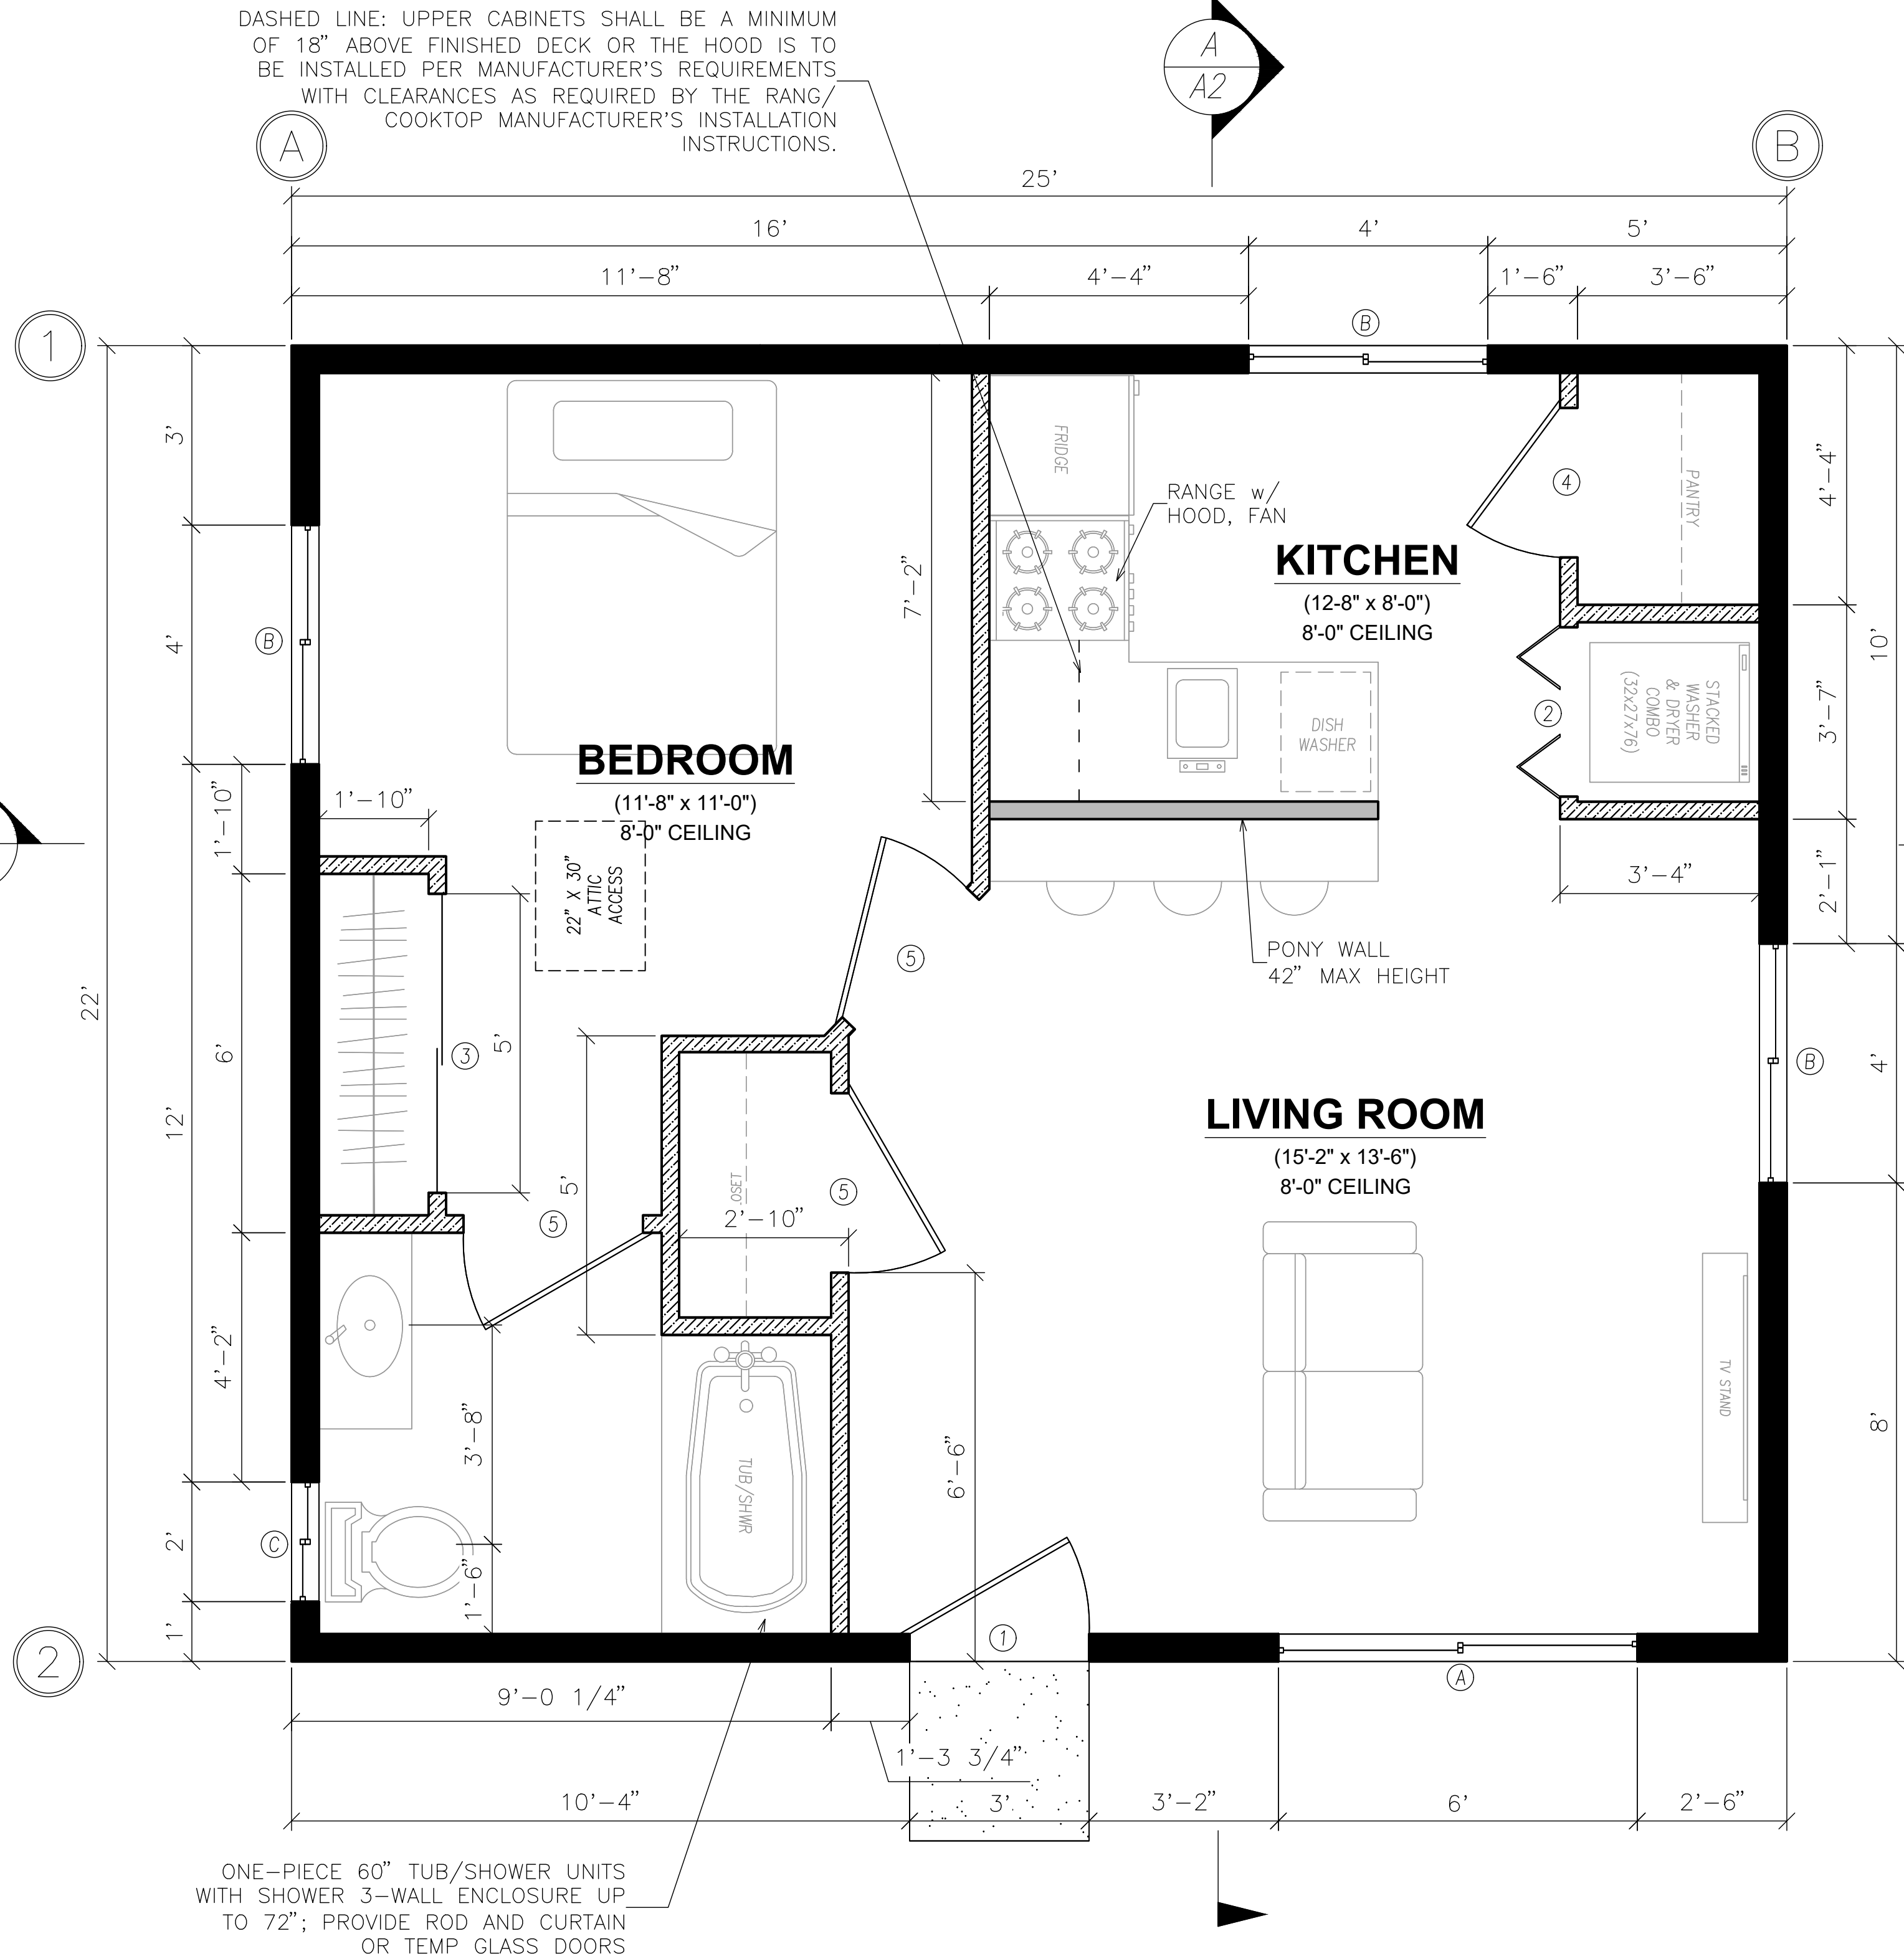 DASHED LINE: UPPER CABINETS SHALL BE A MINIMUM
OF 18” ABOVE FINISHED DECK OR THE HOOD IS TO
BE INSTALLED PER MANUFACTURER’S REQUIREMENTS
WITH CLEARANCES AS REQUIRED BY THE RANG/
COOKTOP MANUFACTURER’S INSTALLATION
INSTRUCTIONS.
A
A2
A
B
25’
16’
4’
5’
11’-8”
4’-4”
1’-6”
3’-6”
B
1
3’
4’
B
22’
12’
1’-10”
6’
4’-2”
2’
C
1’
2
BEDROOM
(11'-8" x 11'-0")
8'-0" CEILING
1’-10”
22” X 30”
ATTIC
ACCESS
5’
3
7’-2”
FRIDGE
RANGE w/
HOOD, FAN
KITCHEN
(12-8" x 8'-0")
8'-0" CEILING
4
PANTRY
DISH
WASHER
2
STACKED
WASHER
& DRYER
COMBO
(32x27x76)
3’-4”
PONY WALL
42” MAX HEIGHT
4’-4”
3’-7”
2’-1”
10’
4’
B
8’
5
5
5’
OSET
2’-10”
5
LIVING ROOM
(15'-2" x 13'-6")
8'-0" CEILING
TV STAND
3’-8”
1’-6”
TUB/SHWR
6’-6”
1
A
9’-0 1/4”
1’-3 3/4”
10’-4”
3’
3’-2”
6’
2’-6”
ONE-PIECE 60” TUB/SHOWER UNITS
WITH SHOWER 3-WALL ENCLOSURE UP
TO 72”; PROVIDE ROD AND CURTAIN
OR TEMP GLASS DOORS